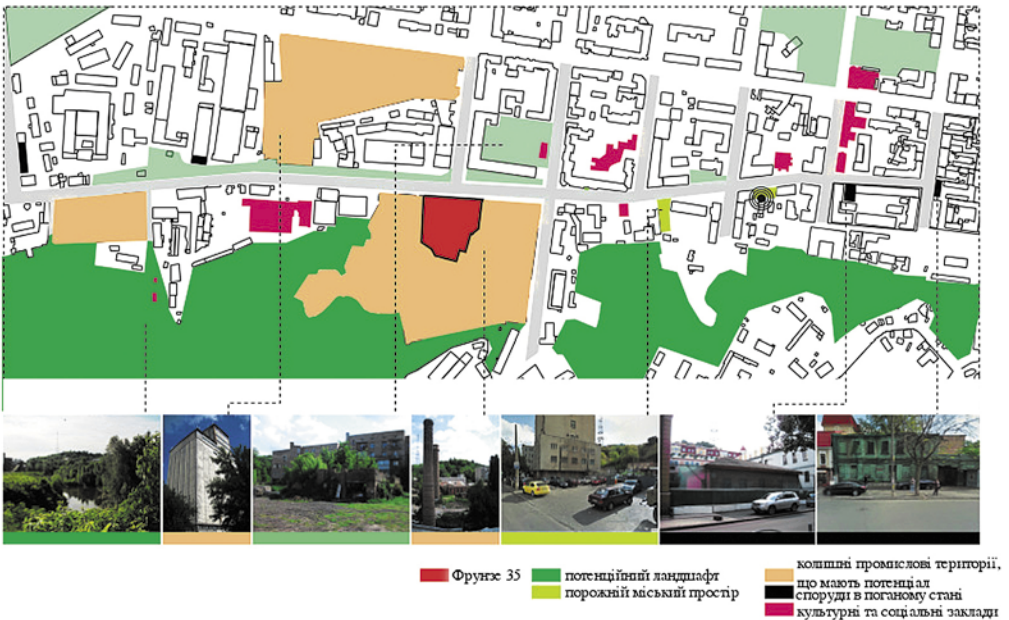 Фрунзе 35
потенційний ландшафт
порожній міський простір
колишні промислові території,
що мають потенціал
споруди в поганому стані
культурні та соціальні заклади